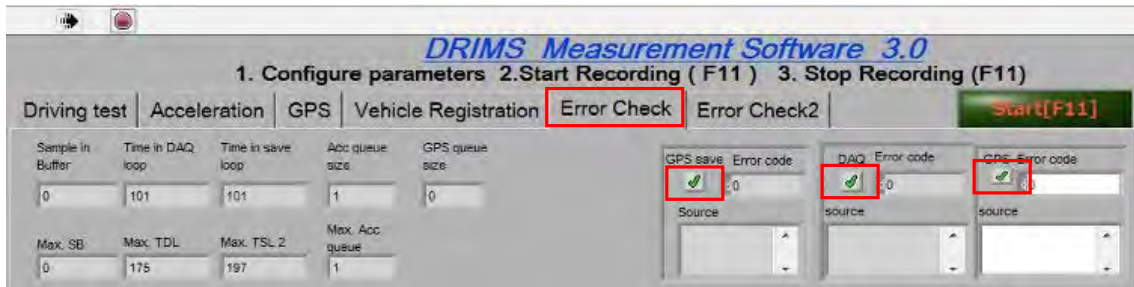 DRIMS Measurement Software 3.0
1. Configure parameters 2.Start Recording ( F11 ) 3. Stop Recording (F11)
Driving test Acceleration GPS Vehicle Registration Error Check Error Check2 Start[F11]
Sample in Buffer Time in DAQ loop Time in save loop Acc queue size GPS queue size
0 101 101 1 0
Max. SB Max. TDL Max. TSL 2 Max. Acc queue
0 175 197 1
GPS save Error code DAQ Error code GPS Error code
0 0 0
Source source source